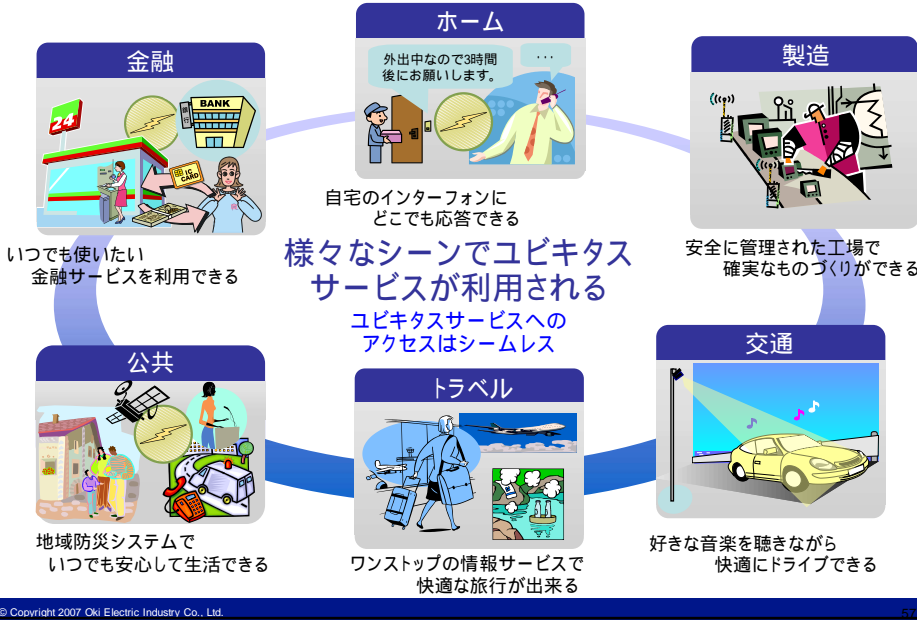 ホーム
外出中なので3時間
後にお願いします。
・・・
自宅のインターフォンに
どこでも応答できる
金融
24
BANK
銀行
IC
CARD
いつでも使いたい
金融サービスを利用できる
製造
安全に管理された工場で
確実なものづくりができる
様々なシーンでユビキタス
サービスが利用される
ユビキタスサービスへの
アクセスはシームレス
公共
地域防災システムで
いつでも安心して生活できる
トラベル
ワンストップの情報サービスで
快適な旅行が出来る
交通
好きな音楽を聴きながら
快適にドライブできる
© Copyright 2007 Oki Electric Industry Co., Ltd.
57